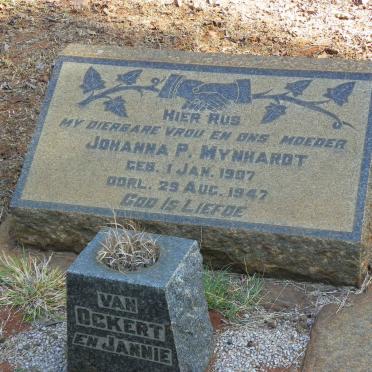 HIER RUS
MY DIERBARE VROU EN ONS MOEDER
JOHANNA P. MYNHARDT
GEB. 1 JAN. 1907
OORL. 29 AUG. 1947
GOD IS LIEFDE
VAN
OCKERT
EN JANNIE